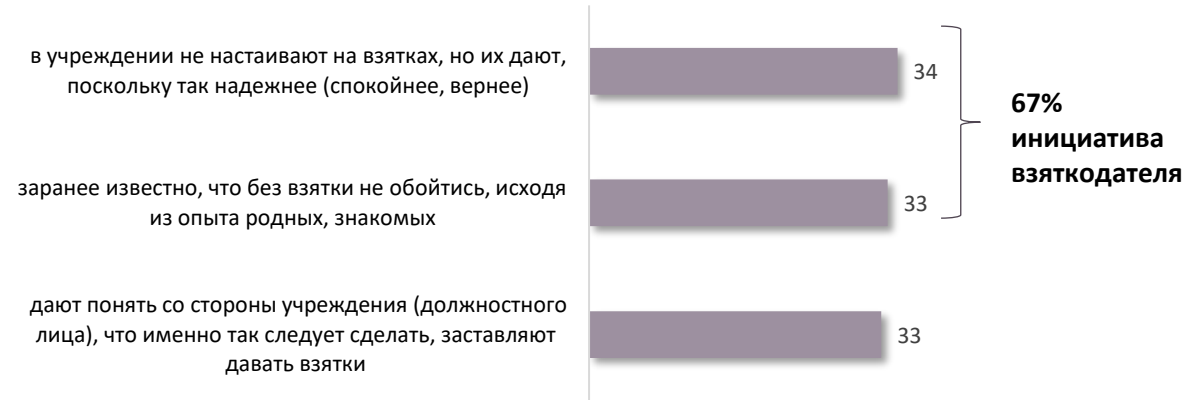 в учреждении не настаивают на взятках, но их дают,
поскольку так надежнее (спокойнее, вернее)
34
67%
инициатива
взяткодателя
заранее известно, что без взятки не обойтись, исходя
из опыта родных, знакомых
33
дают понять со стороны учреждения (должностного
лица), что именно так следует сделать, заставляют
давать взятки
33